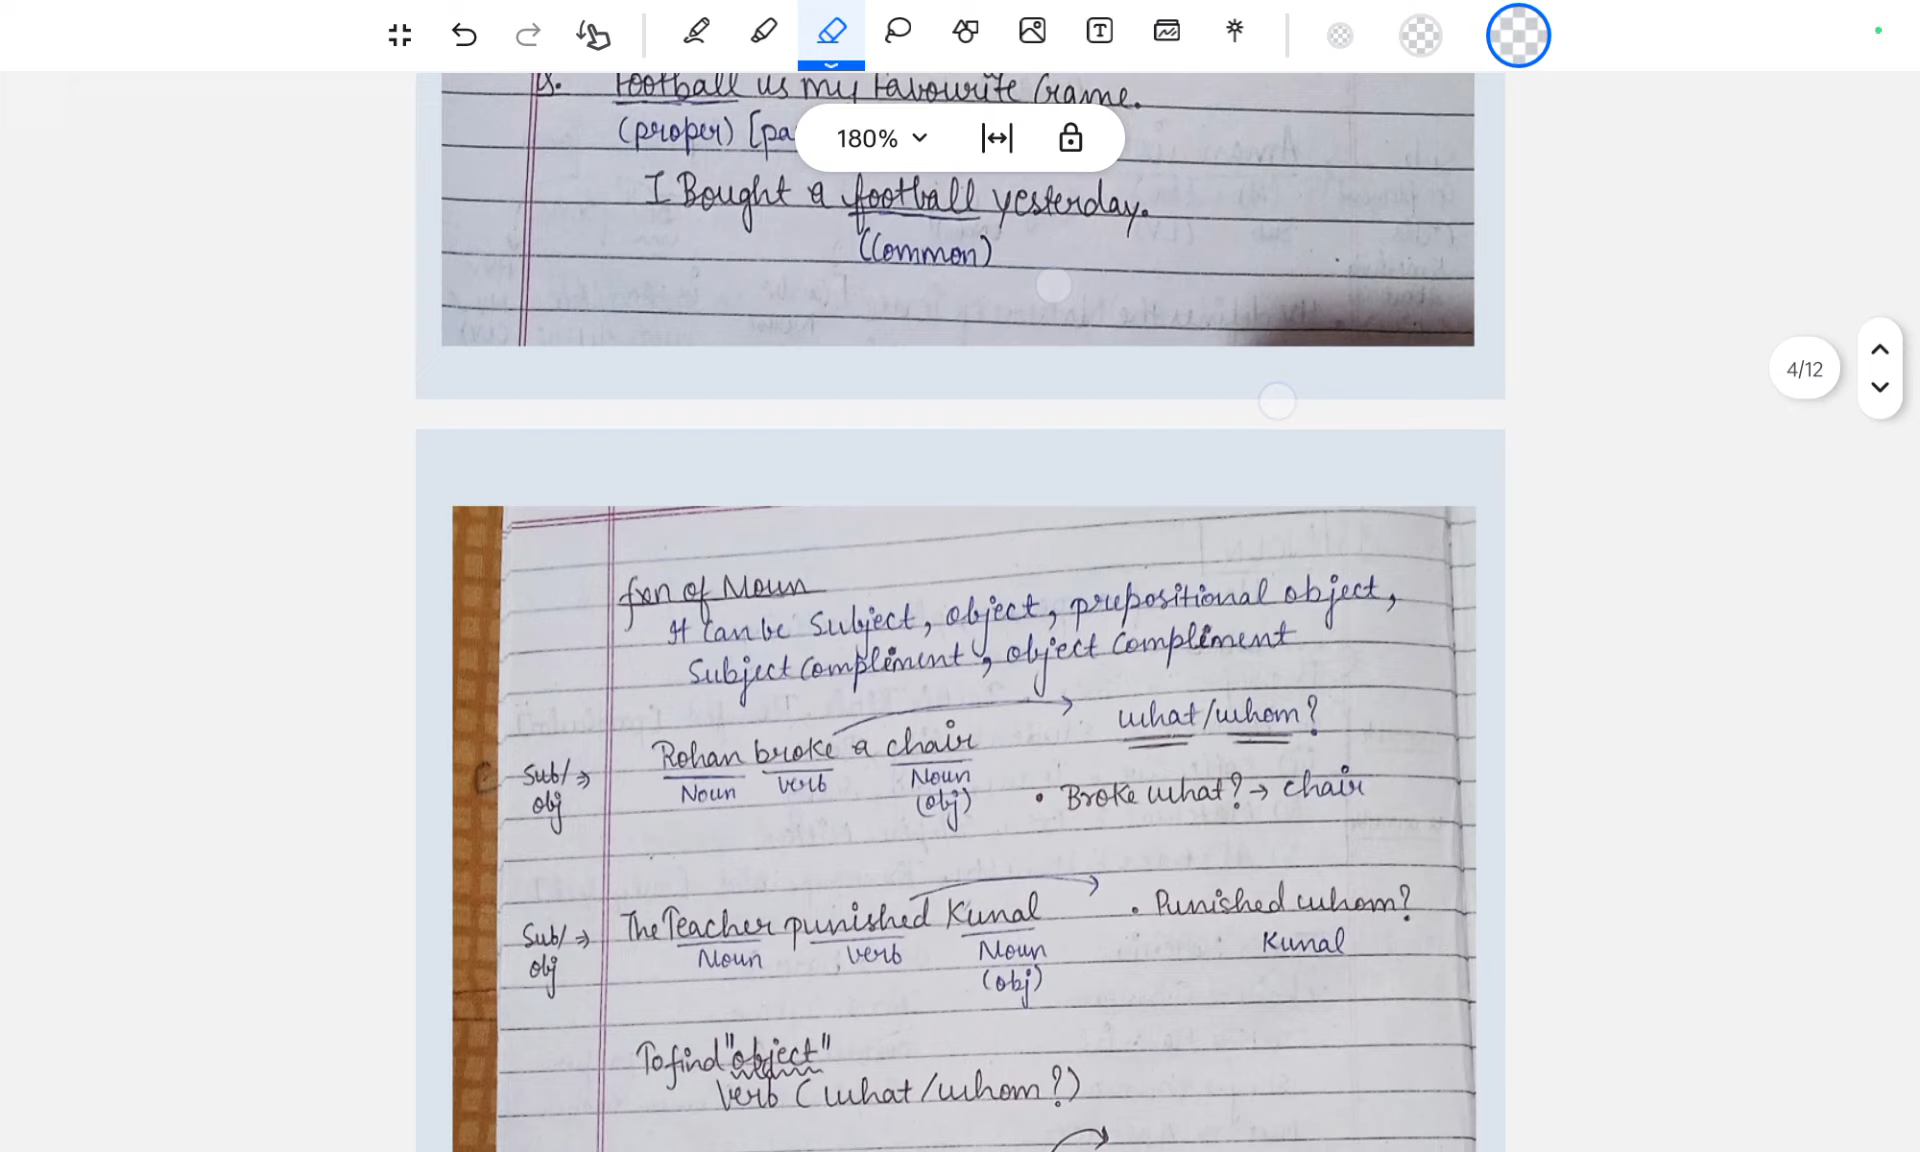 180%
4/12
Football is my Favourite Game.
(proper) [pa
I Bought a football yesterday.
(Common)
fxn of Noun
It can be Subject, object, prepositional object,
Subject Complement, object Complement
what/whom?
Sub/ ⇒ Rohan broke a chair
obj Noun verb Noun
(obj)
• Broke what? → chair
Sub/ ⇒ The Teacher punished Kunal
obj Noun verb Noun
(obj)
• Punished whom?
Kunal
To find "object"
Verb (what/whom?)